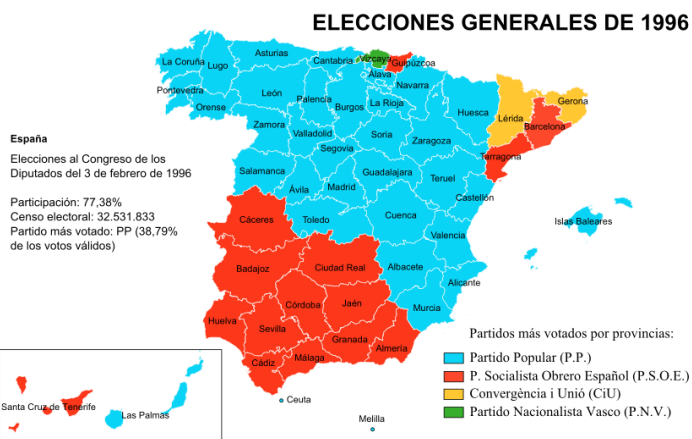 ELECCIONES GENERALES DE 1996
La Coruña
Lugo
Asturias
Cantabria
Vizcaya
Guipúzcoa
Álava
Navarra
Pontevedra
Orense
León
Palencia
Burgos
La Rioja
Huesca
Lérida
Gerona
Barcelona
Tarragona
Zamora
Valladolid
Soria
Zaragoza
Segovia
España
Elecciones al Congreso de los
Diputados del 3 de febrero de 1996
Participación: 77,38%
Censo electoral: 32.531.833
Partido más votado: PP (38,79%
de los votos válidos)
Salamanca
Ávila
Madrid
Guadalajara
Teruel
Castellón
Cáceres
Toledo
Cuenca
Valencia
Islas Baleares
Badajoz
Ciudad Real
Albacete
Alicante
Murcia
Córdoba
Jaén
Huelva
Sevilla
Granada
Almería
Cádiz
Málaga
Ceuta
Melilla
Santa Cruz de Tenerife
Las Palmas
Partidos más votados por provincias:
Partido Popular (P.P.)
P. Socialista Obrero Español (P.S.O.E.)
Convergència i Unió (CiU)
Partido Nacionalista Vasco (P.N.V.)